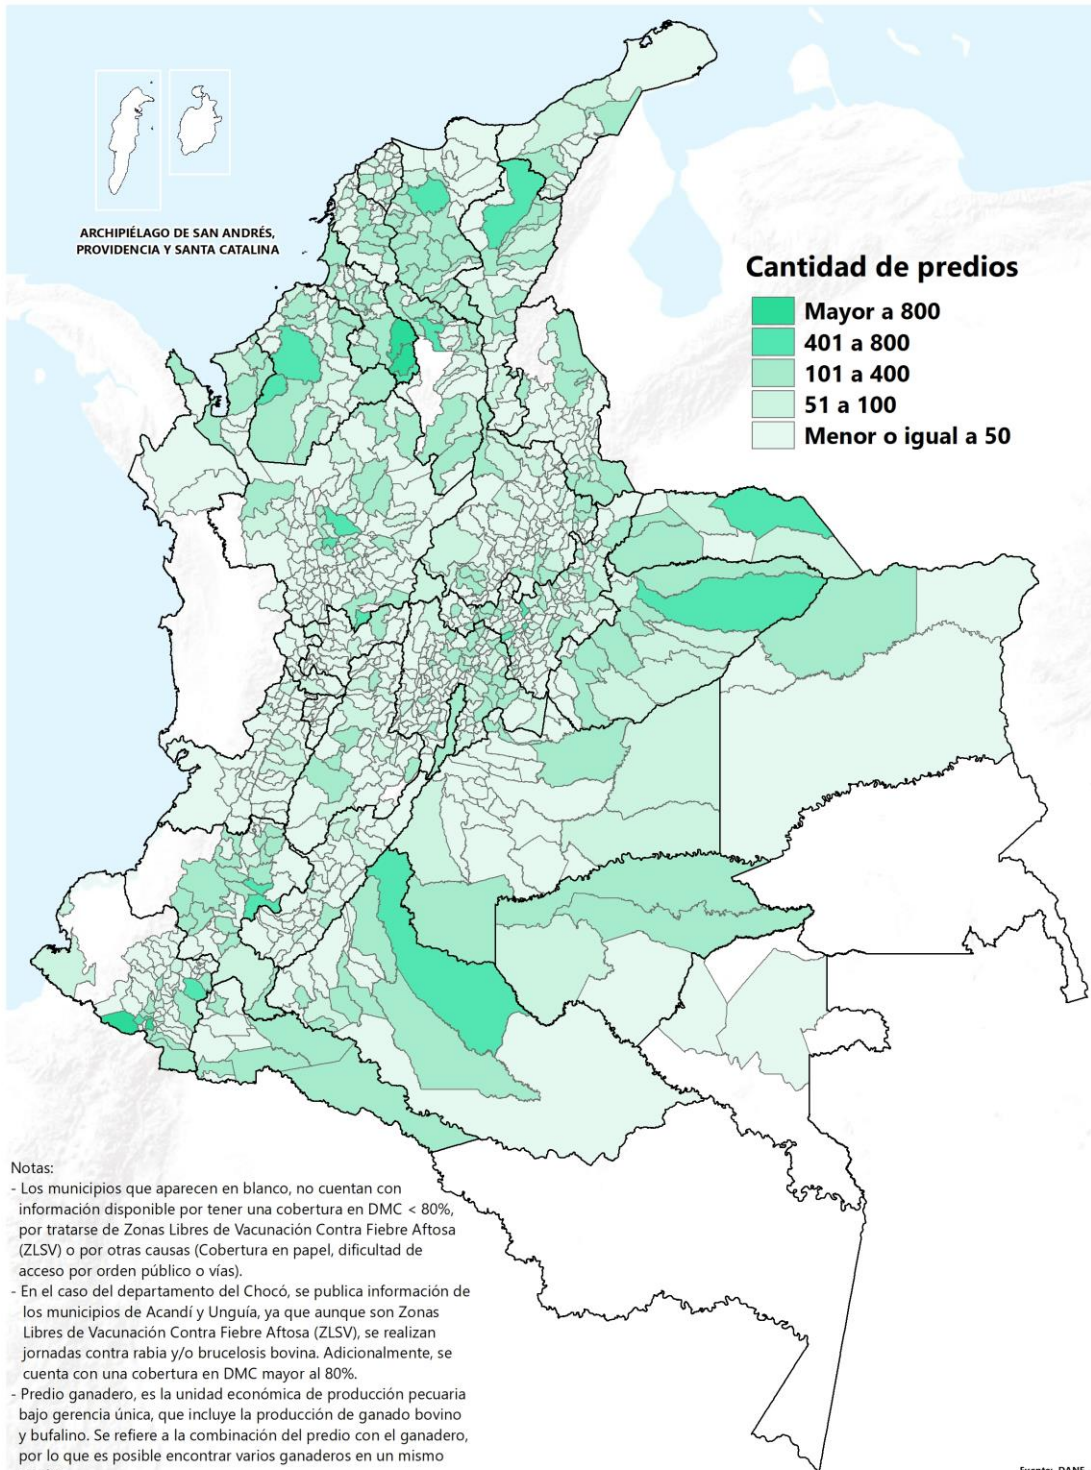 ARCHIPIÉLAGO DE SAN ANDRÉS,
PROVIDENCIA Y SANTA CATALINA
Cantidad de predios
Mayor a 800
401 a 800
101 a 400
51 a 100
Menor o igual a 50
Notas:
- Los municipios que aparecen en blanco, no cuentan con
información disponible por tener una cobertura en DMC < 80%,
por tratarse de Zonas Libres de Vacunación Contra Fiebre Aftosa
(ZLSV) o por otras causas (Cobertura en papel, dificultad de
acceso por orden público o vías).
- En el caso del departamento del Chocó, se publica información de
los municipios de Acandí y Unguía, ya que aunque son Zonas
Libres de Vacunación Contra Fiebre Aftosa (ZLSV), se realizan
jornadas contra rabia y/o brucelosis bovina. Adicionalmente, se
cuenta con una cobertura en DMC mayor al 80%.
- Predio ganadero, es la unidad económica de producción pecuaria
bajo gerencia única, que incluye la producción de ganado bovino
y bufalino. Se refiere a la combinación del predio con el ganadero,
por lo que es posible encontrar varios ganaderos en un mismo
Fuente: DANE